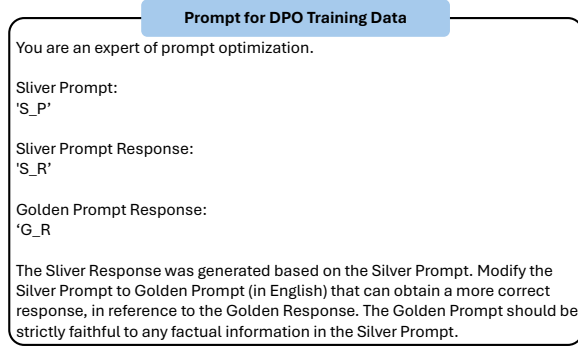 Prompt for DPO Training Data
You are an expert of prompt optimization.
Sliver Prompt:
'S_P’
Sliver Prompt Response:
'S_R’
Golden Prompt Response:
‘G_R
The Sliver Response was generated based on the Silver Prompt. Modify the
Silver Prompt to Golden Prompt (in English) that can obtain a more correct
response, in reference to the Golden Response. The Golden Prompt should be
strictly faithful to any factual information in the Silver Prompt.